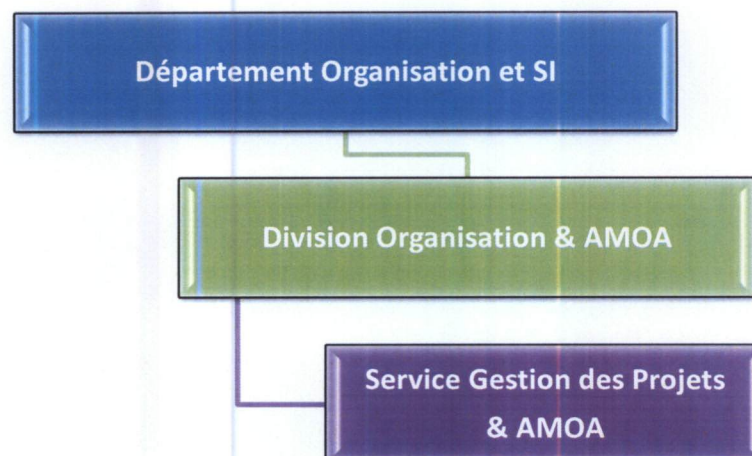 Département Organisation et SI
Division Organisation & AMOA
Service Gestion des Projets
& AMOA